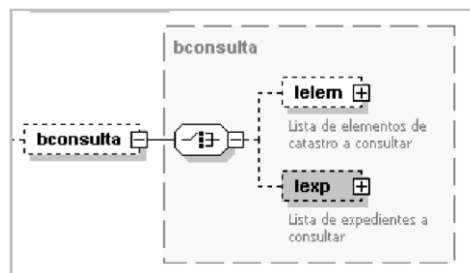 bconsulta
bconsulta
lelem
Lista de elementos de
catastro a consultar
lexp
Lista de expedientes a
consultar